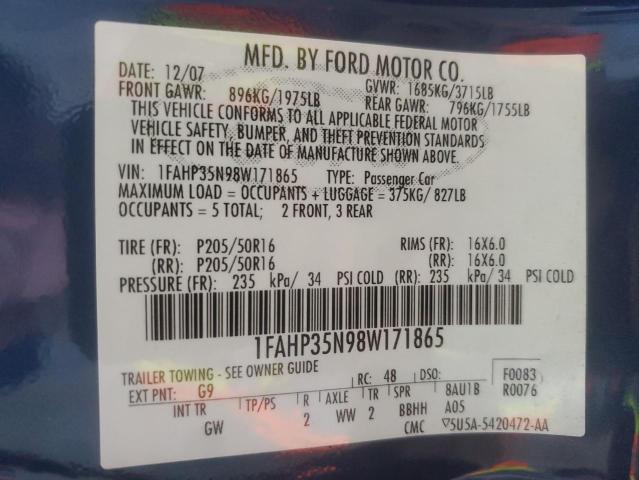 MFD. BY FORD MOTOR CO.
DATE: 12/07 GVWR: 1685KG/3715LB
FRONT GAWR: 896KG/1975LB REAR GAWR: 796KG/1755LB
THIS VEHICLE CONFORMS TO ALL APPLICABLE FEDERAL MOTOR
VEHICLE SAFETY, BUMPER, AND THEFT PREVENTION STANDARDS
IN EFFECT ON THE DATE OF MANUFACTURE SHOWN ABOVE.
VIN: 1FAHP35N98W171865 TYPE: Passenger Car
MAXIMUM LOAD = OCCUPANTS + LUGGAGE = 375KG/ 827LB
OCCUPANTS = 5 TOTAL; 2 FRONT, 3 REAR
TIRE (FR): P205/50R16 RIMS (FR): 16X6.0
(RR): P205/50R16 (RR): 16X6.0
PRESSURE (FR): 235 kPa/ 34 PSI COLD (RR): 235 kPa/ 34 PSI COLD
1FAHP35N98W171865
TRAILER TOWING - SEE OWNER GUIDE
EXT PNT: G9 RC: 48 DSO: F0083
INT TR TP/PS R AXLE TR SPR 8AU1B R0076
GW 2 WW 2 BBHH A05
CMC ▽5U5A-5420472-AA